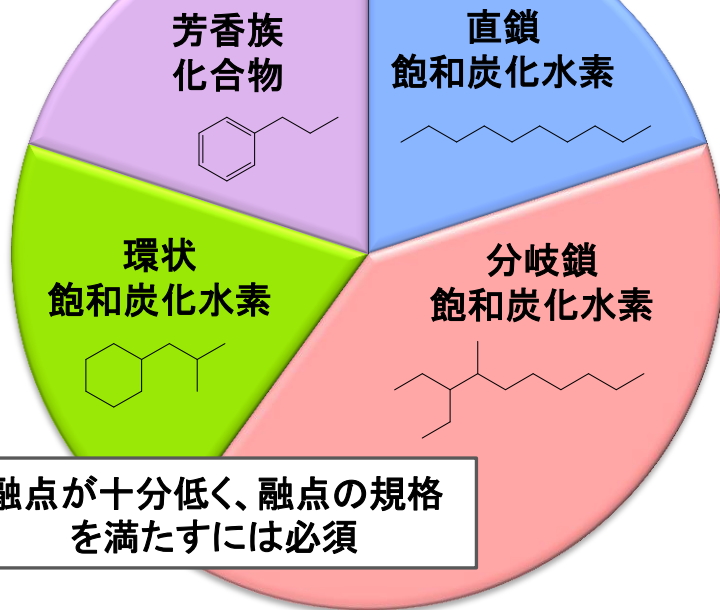 芳香族
化合物
直鎖
飽和炭化水素
環状
飽和炭化水素
分岐鎖
飽和炭化水素
融点が十分低く、融点の規格
を満たすには必須